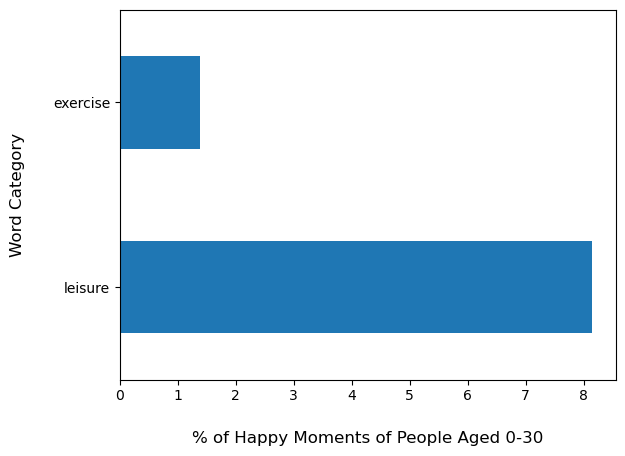 exercise
leisure
Word Category
0 1 2 3 4 5 6 7 8
% of Happy Moments of People Aged 0-30